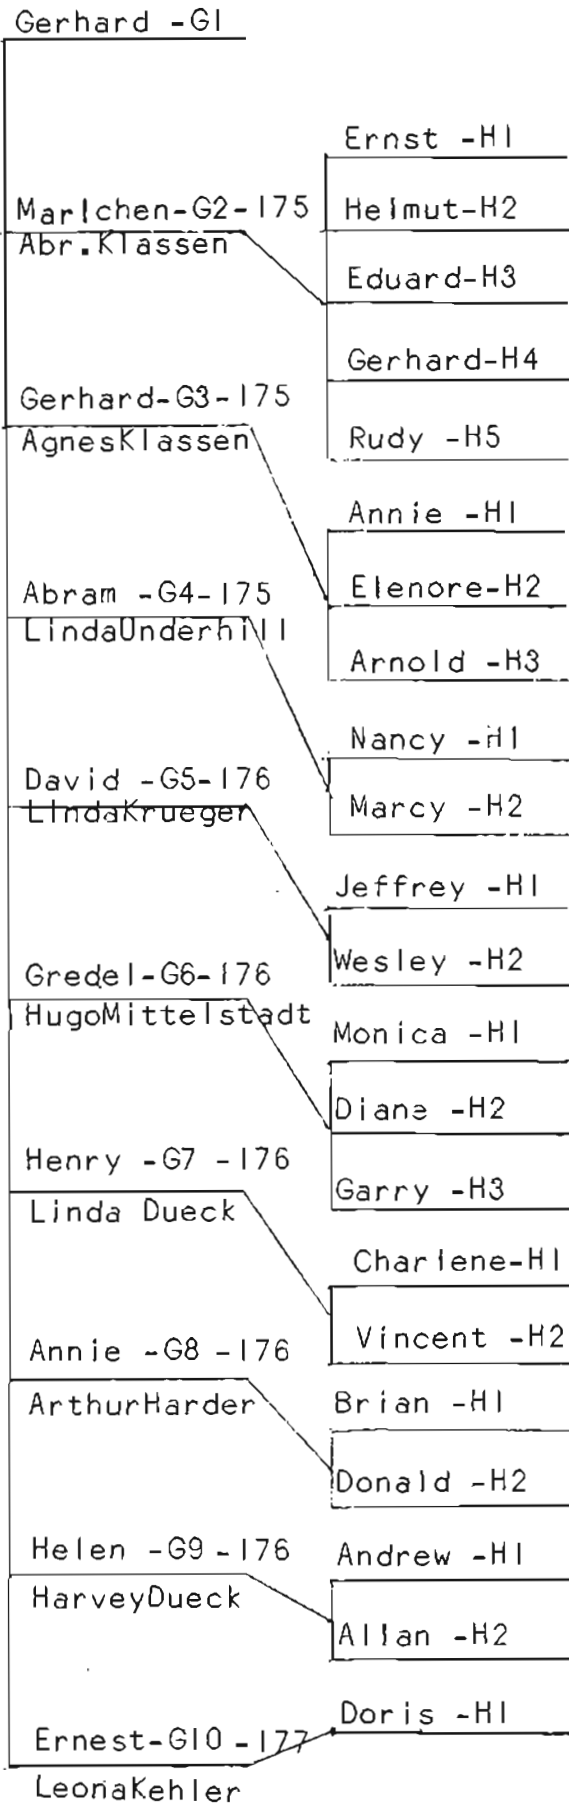 Gerhard -G1
Ernst -H1
Marichen-G2-175
Helmut-H2
Abr.Klassen
Eduard-H3
Gerhard-H4
Gerhard-G3-175
AgnesKlassen
Rudy -H5
Annie -H1
Abram -G4-175
Elenore-H2
LindaUnderhill
Arnold -H3
Nancy -H1
David -G5-176
Marcy -H2
LindaKrueger
Jeffrey -H1
Gredel-G6-176
Wesley -H2
HugoMittelstadt
Monica -H1
Diane -H2
Henry -G7 -176
Garry -H3
Linda Dueck
Charlene-H1
Annie -G8 -176
Vincent -H2
ArthurHarder
Brian -H1
Donald -H2
Helen -G9 -176
Andrew -H1
HarveyDueck
Allan -H2
Doris -H1
Ernest-G10 -177
LeonaKehler